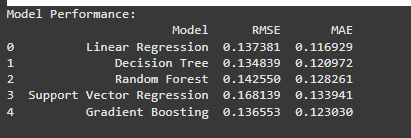 Model Performance:
Model RMSE MAE
0 Linear Regression 0.137381 0.116929
1 Decision Tree 0.134839 0.120972
2 Random Forest 0.142550 0.128261
3 Support Vector Regression 0.168139 0.133941
4 Gradient Boosting 0.136553 0.123030